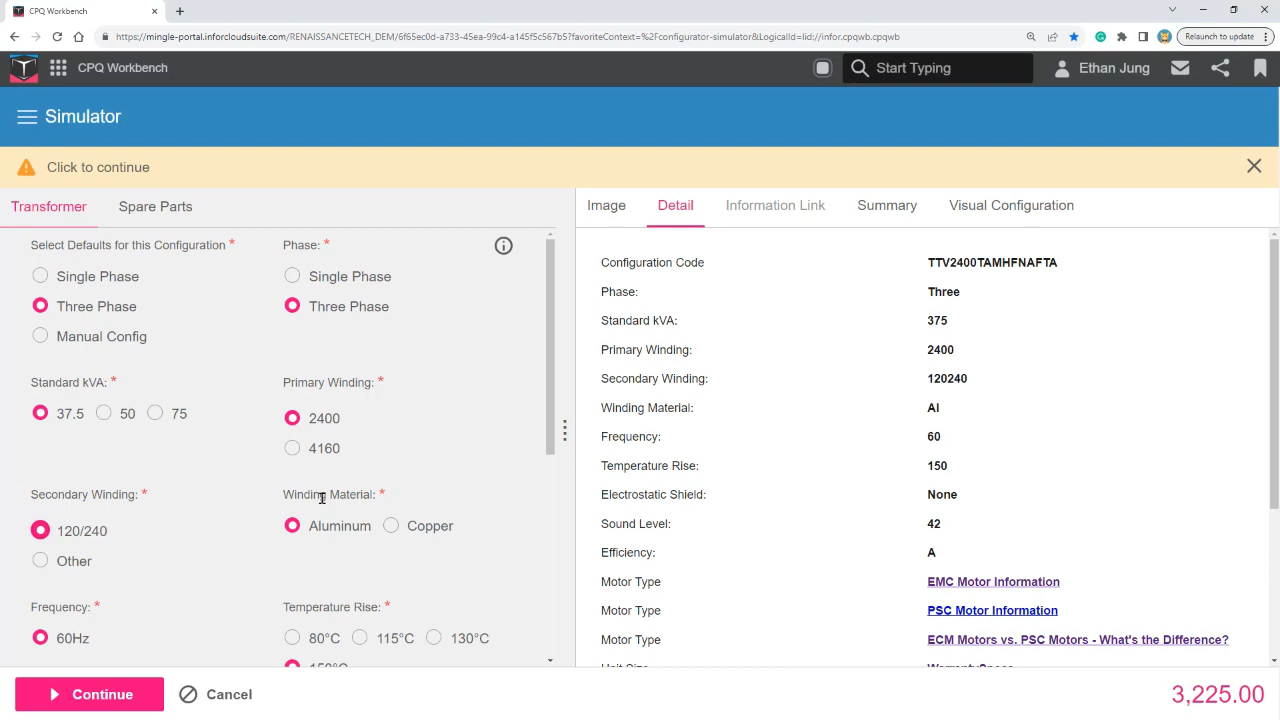 CPQ Workbench
https://mingle-portal.inforcloudsuite.com/RENAISSANCETECH_DEM/6f65ec0d-a733-45ea-99c4-a145f5c567b5?favoriteContext=%2Fconfigurator-simulator&LogicalId=lid://infor.cpqwb.cpqwb
Relaunch to update
CPQ Workbench
Start Typing
Ethan Jung
Simulator
Click to continue
Transformer
Spare Parts
Image
Detail
Information Link
Summary
Visual Configuration
Select Defaults for this Configuration *
Single Phase
Three Phase
Manual Config
Phase: *
Single Phase
Three Phase
Standard kVA: *
37.5
50
75
Primary Winding: *
2400
4160
Secondary Winding: *
120/240
Other
Winding Material: *
Aluminum
Copper
Frequency: *
60Hz
Temperature Rise: *
80°C
115°C
130°C
150°C
Configuration Code TTV2400TAMHFNAFTA
Phase: Three
Standard kVA: 375
Primary Winding: 2400
Secondary Winding: 120240
Winding Material: Al
Frequency: 60
Temperature Rise: 150
Electrostatic Shield: None
Sound Level: 42
Efficiency: A
Motor Type EMC Motor Information
Motor Type PSC Motor Information
Motor Type ECM Motors vs. PSC Motors - What's the Difference?
Unit Size WarrantySpecs
Continue
Cancel
3,225.00